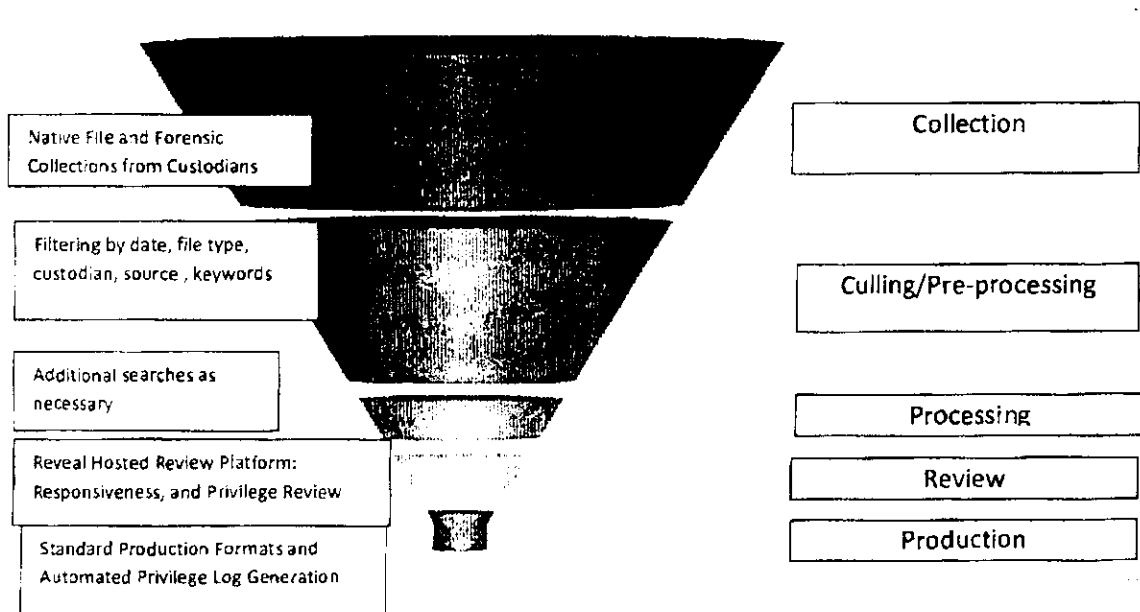 Native File and Forensic
Collections from Custodians
Collection
Filtering by date, file type,
custodian, source , keywords
Culling/Pre-processing
Additional searches as
necessary
Processing
Reveal Hosted Review Platform:
Responsiveness, and Privilege Review
Review
Standard Production Formats and
Automated Privilege Log Generation
Production